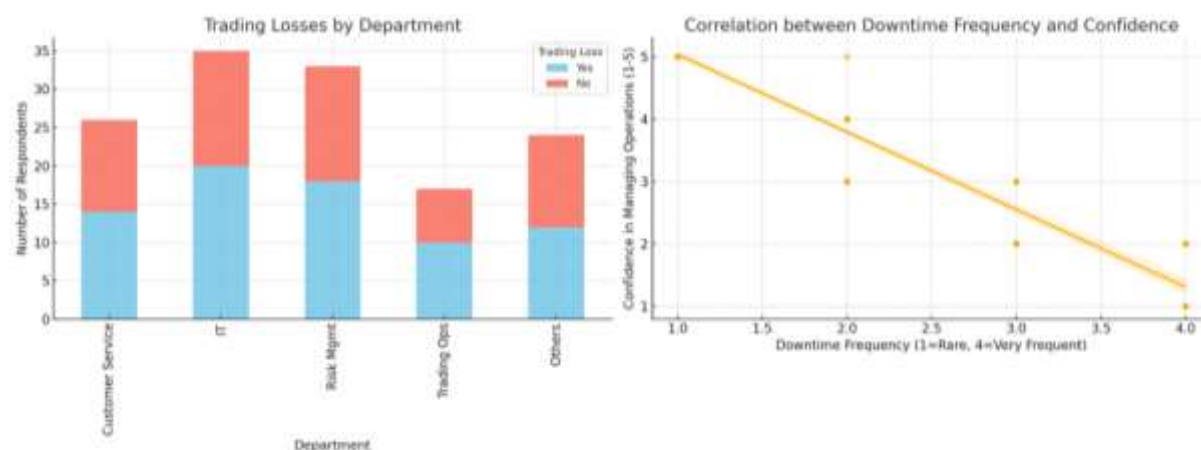 Trading Losses by Department
Number of Respondents
35
30
25
20
15
10
5
0
Trading Loss
Yes
No
Customer Service
IT
Risk Mgmt
Trading Ops
Others
Department
Correlation between Downtime Frequency and Confidence
Confidence in Managing Operations (1-5)
5
4
3
2
1
1.0 1.5 2.0 2.5 3.0 3.5 4.0
Downtime Frequency (1=Rare, 4=Very Frequent)